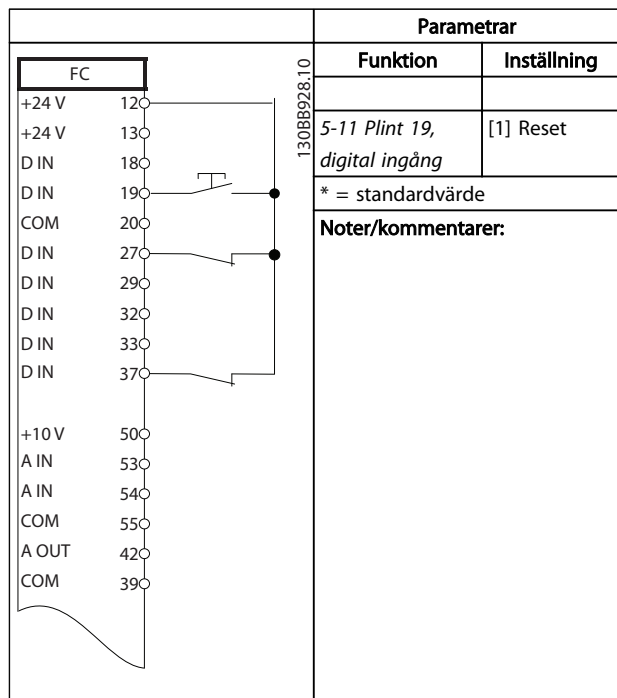 Parametrar
Funktion Inställning
5-11 Plint 19, [1] Reset
digital ingång
* = standardvärde
Noter/kommentarer:
FC
+24 V 12
+24 V 13
D IN 18
D IN 19
COM 20
D IN 27
D IN 29
D IN 32
D IN 33
D IN 37
+10 V 50
A IN 53
A IN 54
COM 55
A OUT 42
COM 39
130BB928.10